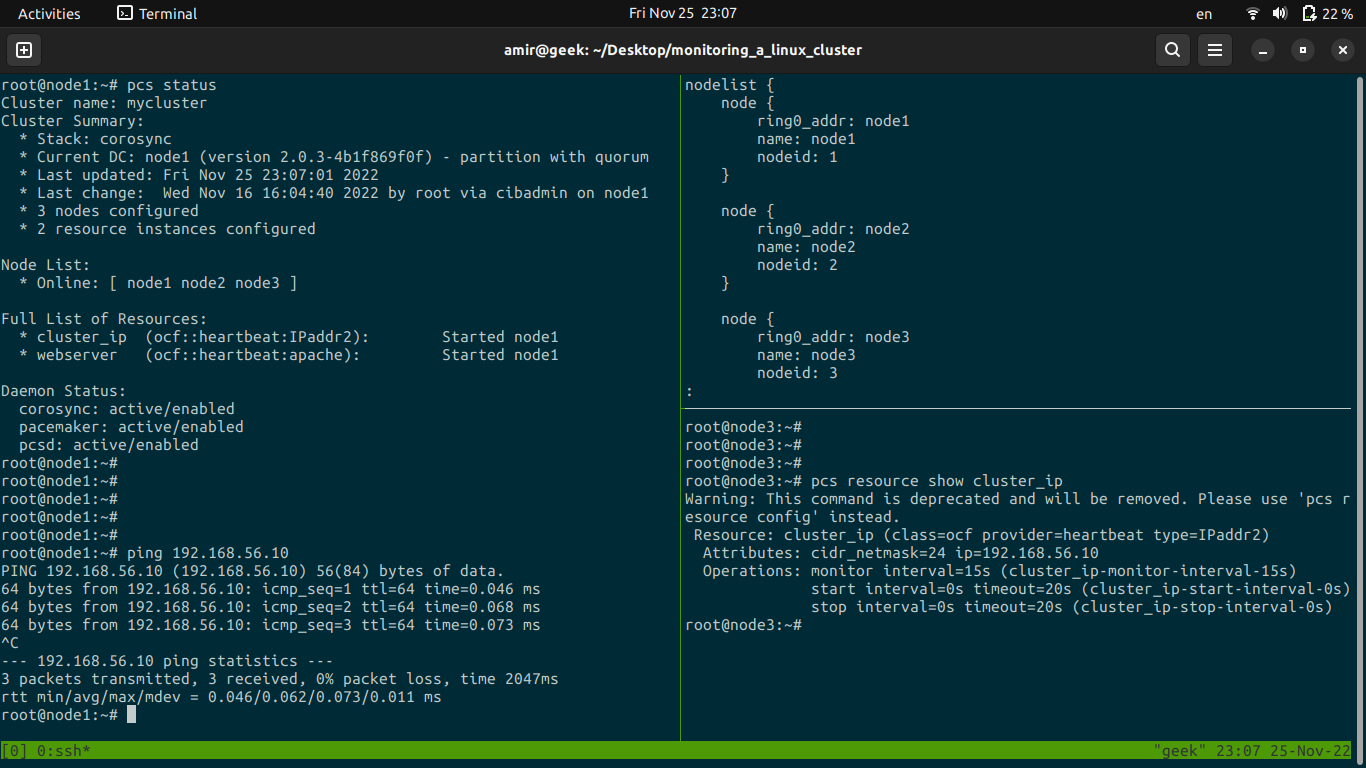 Activities
Terminal
Fri Nov 25 23:07
en
22 %
amir@geek: ~/Desktop/monitoring_a_linux_cluster
root@node1:~# pcs status
Cluster name: mycluster
Cluster Summary:
  * Stack: corosync
  * Current DC: node1 (version 2.0.3-4b1f869f0f) - partition with quorum
  * Last updated: Fri Nov 25 23:07:01 2022
  * Last change:  Wed Nov 16 16:04:40 2022 by root via cibadmin on node1
  * 3 nodes configured
  * 2 resource instances configured
Node List:
  * Online: [ node1 node2 node3 ]
Full List of Resources:
  * cluster_ip  (ocf::heartbeat:IPaddr2):        Started node1
  * webserver   (ocf::heartbeat:apache):         Started node1
Daemon Status:
  corosync: active/enabled
  pacemaker: active/enabled
  pcsd: active/enabled
root@node1:~#
root@node1:~#
root@node1:~#
root@node1:~#
root@node1:~#
root@node1:~# ping 192.168.56.10
PING 192.168.56.10 (192.168.56.10) 56(84) bytes of data.
64 bytes from 192.168.56.10: icmp_seq=1 ttl=64 time=0.046 ms
64 bytes from 192.168.56.10: icmp_seq=2 ttl=64 time=0.068 ms
64 bytes from 192.168.56.10: icmp_seq=3 ttl=64 time=0.073 ms
^C
--- 192.168.56.10 ping statistics ---
3 packets transmitted, 3 received, 0% packet loss, time 2047ms
rtt min/avg/max/mdev = 0.046/0.062/0.073/0.011 ms
root@node1:~#
nodelist {
    node {
        ring0_addr: node1
        name: node1
        nodeid: 1
    }
    node {
        ring0_addr: node2
        name: node2
        nodeid: 2
    }
    node {
        ring0_addr: node3
        name: node3
        nodeid: 3
:
root@node3:~#
root@node3:~#
root@node3:~#
root@node3:~# pcs resource show cluster_ip
Warning: This command is deprecated and will be removed. Please use 'pcs r
esource config' instead.
 Resource: cluster_ip (class=ocf provider=heartbeat type=IPaddr2)
  Attributes: cidr_netmask=24 ip=192.168.56.10
  Operations: monitor interval=15s (cluster_ip-monitor-interval-15s)
              start interval=0s timeout=20s (cluster_ip-start-interval-0s)
              stop interval=0s timeout=20s (cluster_ip-stop-interval-0s)
root@node3:~#
[0] 0:ssh*
"geek" 23:07 25-Nov-22